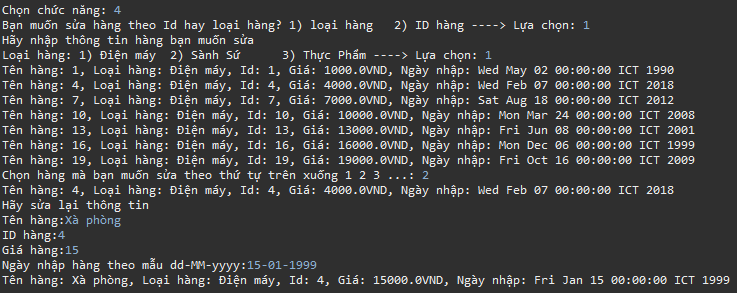 Chọn chức năng: 4
Bạn muốn sửa hàng theo Id hay loại hàng? 1) loại hàng   2) ID hàng ----> Lựa chọn: 1
Hãy nhập thông tin hàng bạn muốn sửa
Loại hàng: 1) Điện máy  2) Sành Sứ      3) Thực Phẩm ----> Lựa chọn: 1
Tên hàng: 1, Loại hàng: Điện máy, Id: 1, Giá: 1000.0VND, Ngày nhập: Wed May 02 00:00:00 ICT 1990
Tên hàng: 4, Loại hàng: Điện máy, Id: 4, Giá: 4000.0VND, Ngày nhập: Wed Feb 07 00:00:00 ICT 2018
Tên hàng: 7, Loại hàng: Điện máy, Id: 7, Giá: 7000.0VND, Ngày nhập: Sat Aug 18 00:00:00 ICT 2012
Tên hàng: 10, Loại hàng: Điện máy, Id: 10, Giá: 10000.0VND, Ngày nhập: Mon Mar 24 00:00:00 ICT 2008
Tên hàng: 13, Loại hàng: Điện máy, Id: 13, Giá: 13000.0VND, Ngày nhập: Fri Jun 08 00:00:00 ICT 2001
Tên hàng: 16, Loại hàng: Điện máy, Id: 16, Giá: 16000.0VND, Ngày nhập: Mon Dec 06 00:00:00 ICT 1999
Tên hàng: 19, Loại hàng: Điện máy, Id: 19, Giá: 19000.0VND, Ngày nhập: Fri Oct 16 00:00:00 ICT 2009
Chọn hàng mà bạn muốn sửa theo thứ tự trên xuống 1 2 3 ...: 2
Tên hàng: 4, Loại hàng: Điện máy, Id: 4, Giá: 4000.0VND, Ngày nhập: Wed Feb 07 00:00:00 ICT 2018
Hãy sửa lại thông tin
Tên hàng:Xà phòng
ID hàng:4
Giá hàng:15
Ngày nhập hàng theo mẫu dd-MM-yyyy:15-01-1999
Tên hàng: Xà phòng, Loại hàng: Điện máy, Id: 4, Giá: 15000.0VND, Ngày nhập: Fri Jan 15 00:00:00 ICT 1999